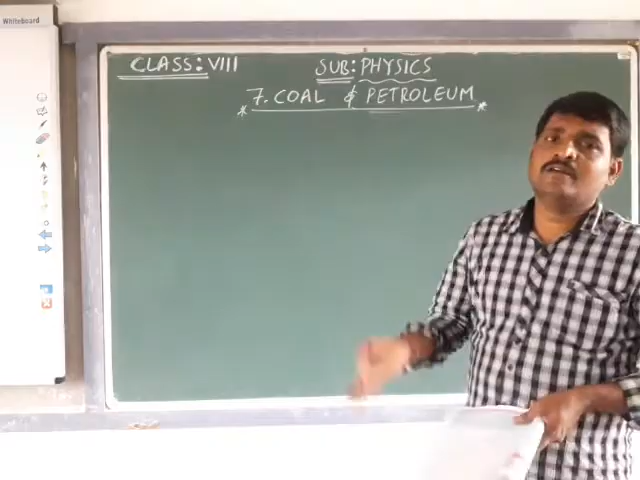 WhiteBoard
CLASS: VIII
SUB: PHYSICS
7. COAL & PETROLEUM